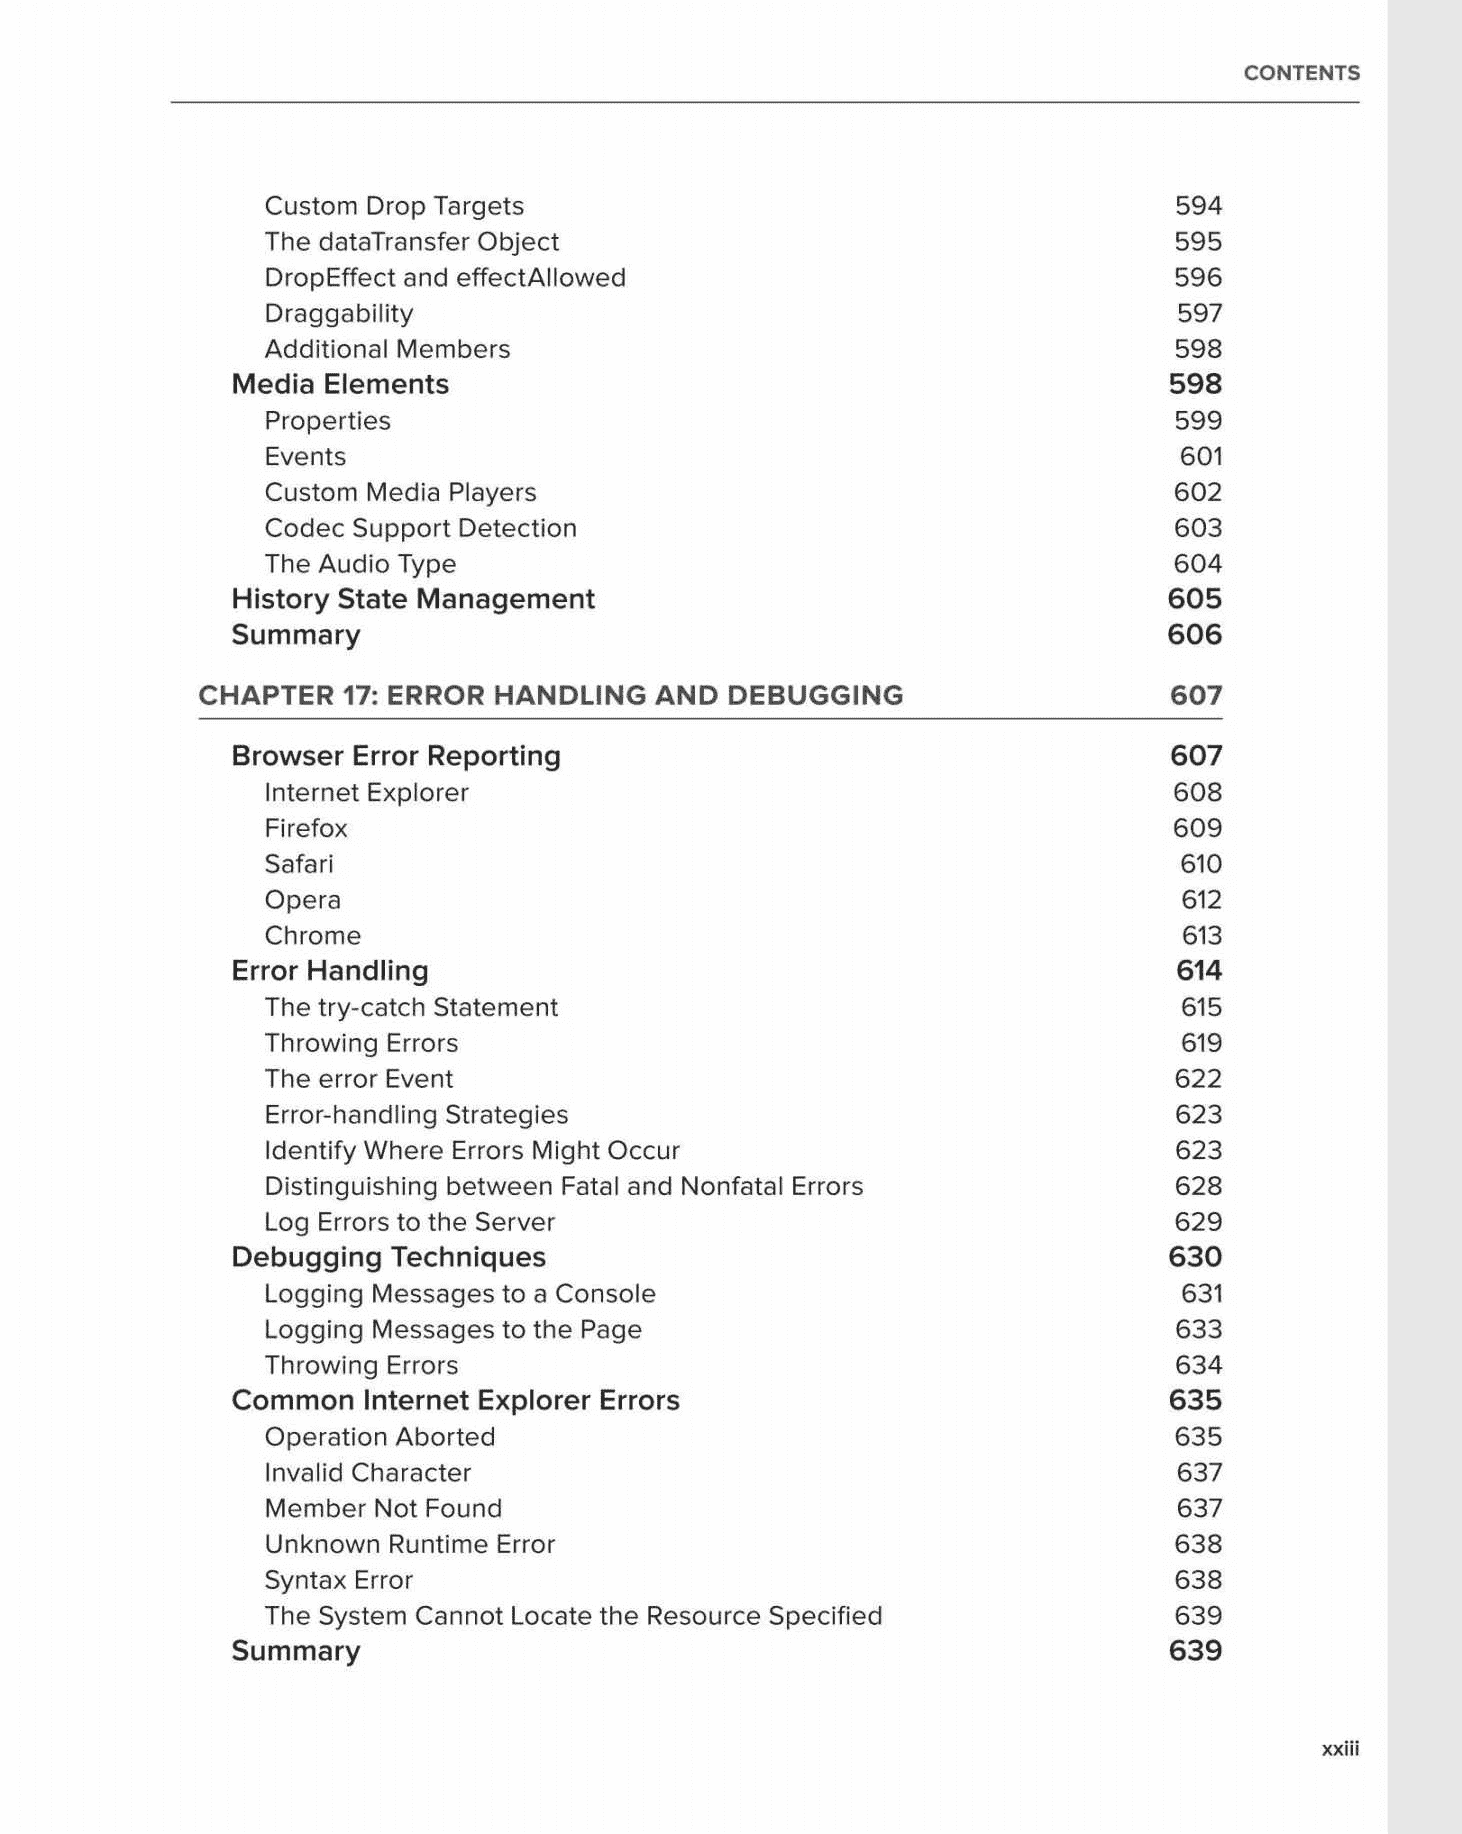 CONTENTS
Custom Drop Targets 594
The dataTransfer Object 595
DropEffect and effectAllowed 596
Draggability 597
Additional Members 598
Media Elements 598
Properties 599
Events 601
Custom Media Players 602
Codec Support Detection 603
The Audio Type 604
History State Management 605
Summary 606
CHAPTER 17: ERROR HANDLING AND DEBUGGING 607
Browser Error Reporting 607
Internet Explorer 608
Firefox 609
Safari 610
Opera 612
Chrome 613
Error Handling 614
The try-catch Statement 615
Throwing Errors 619
The error Event 622
Error-handling Strategies 623
Identify Where Errors Might Occur 623
Distinguishing between Fatal and Nonfatal Errors 628
Log Errors to the Server 629
Debugging Techniques 630
Logging Messages to a Console 631
Logging Messages to the Page 633
Throwing Errors 634
Common Internet Explorer Errors 635
Operation Aborted 635
Invalid Character 637
Member Not Found 637
Unknown Runtime Error 638
Syntax Error 638
The System Cannot Locate the Resource Specified 639
Summary 639
xxiii